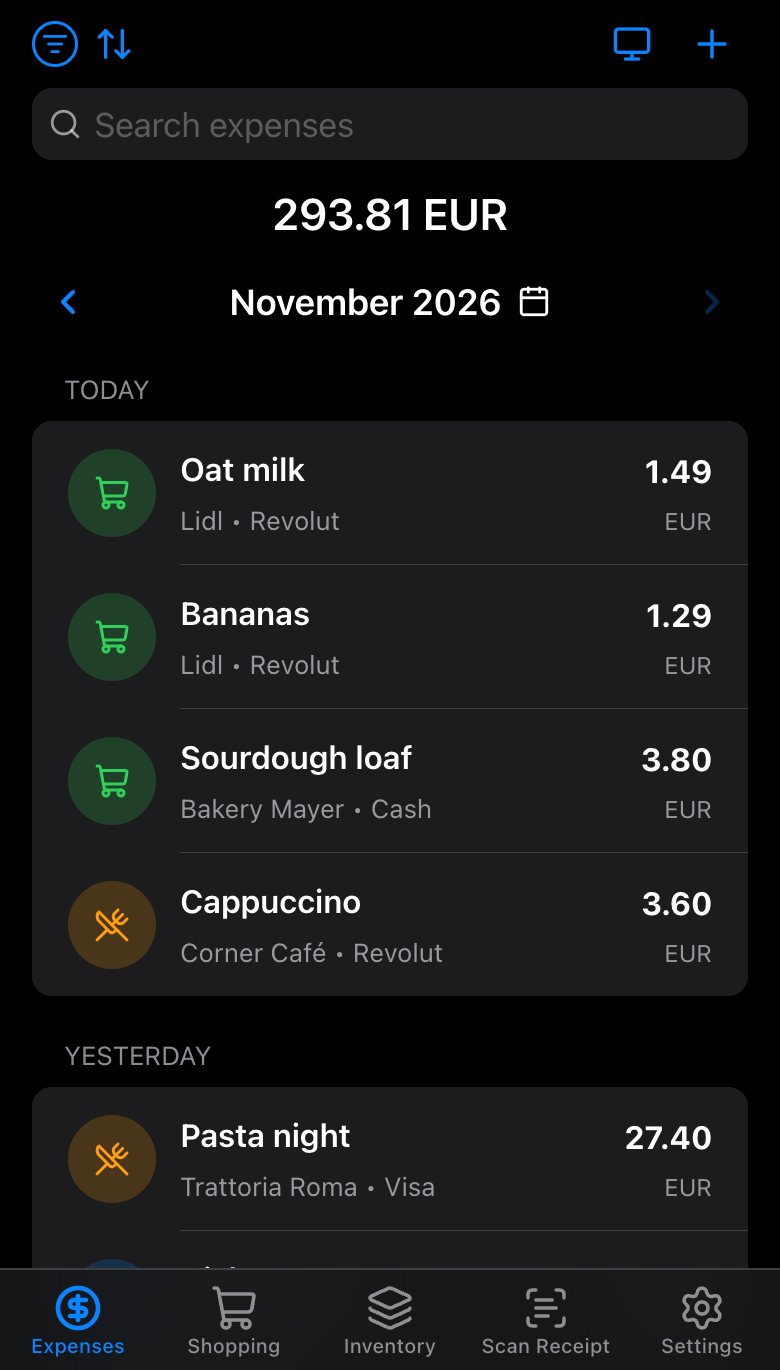 Search expenses
293.81 EUR
November 2026
TODAY
Oat milk 1.49
Lidl • Revolut EUR
Bananas 1.29
Lidl • Revolut EUR
Sourdough loaf 3.80
Bakery Mayer • Cash EUR
Cappuccino 3.60
Corner Café • Revolut EUR
YESTERDAY
Pasta night 27.40
Trattoria Roma • Visa EUR
Expenses Shopping Inventory Scan Receipt Settings